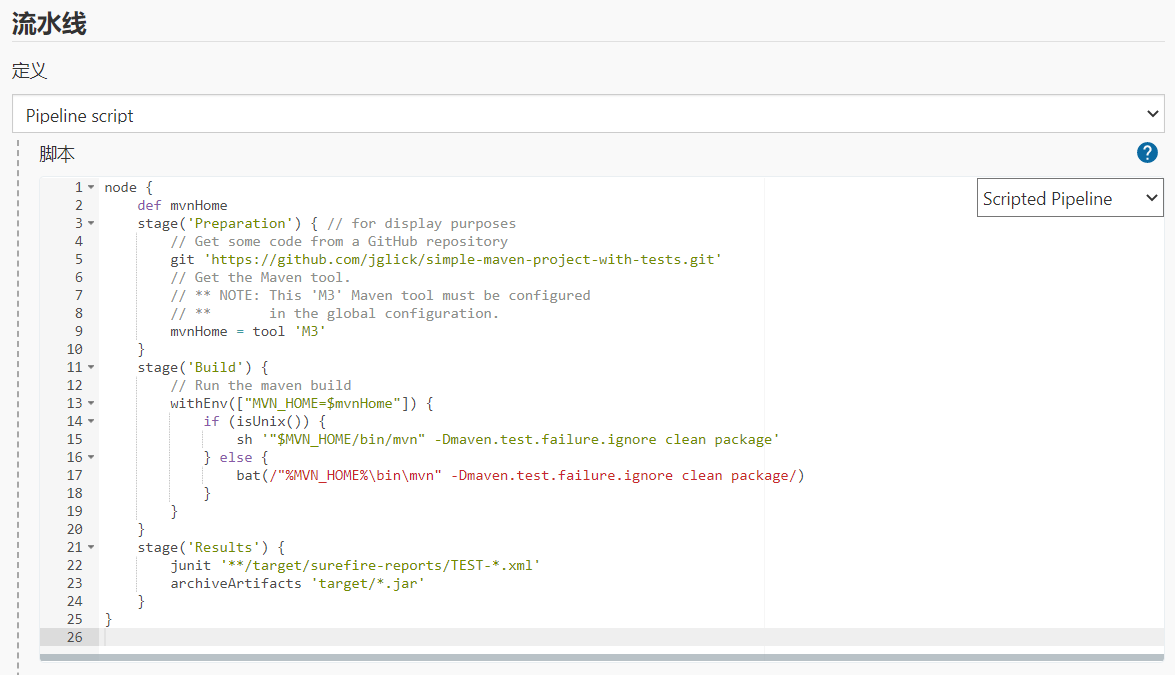 流水线
定义
Pipeline script
脚本
?
Scripted Pipeline
1 node {
2     def mvnHome
3     stage('Preparation') { // for display purposes
4         // Get some code from a GitHub repository
5         git 'https://github.com/jglick/simple-maven-project-with-tests.git'
6         // Get the Maven tool.
7         // ** NOTE: This 'M3' Maven tool must be configured
8         // **       in the global configuration.
9         mvnHome = tool 'M3'
10     }
11     stage('Build') {
12         // Run the maven build
13         withEnv(["MVN_HOME=$mvnHome"]) {
14             if (isUnix()) {
15                 sh '"$MVN_HOME/bin/mvn" -Dmaven.test.failure.ignore clean package'
16             } else {
17                 bat(/"%MVN_HOME%\bin\mvn" -Dmaven.test.failure.ignore clean package/)
18             }
19         }
20     }
21     stage('Results') {
22         junit '**/target/surefire-reports/TEST-*.xml'
23         archiveArtifacts 'target/*.jar'
24     }
25 }
26